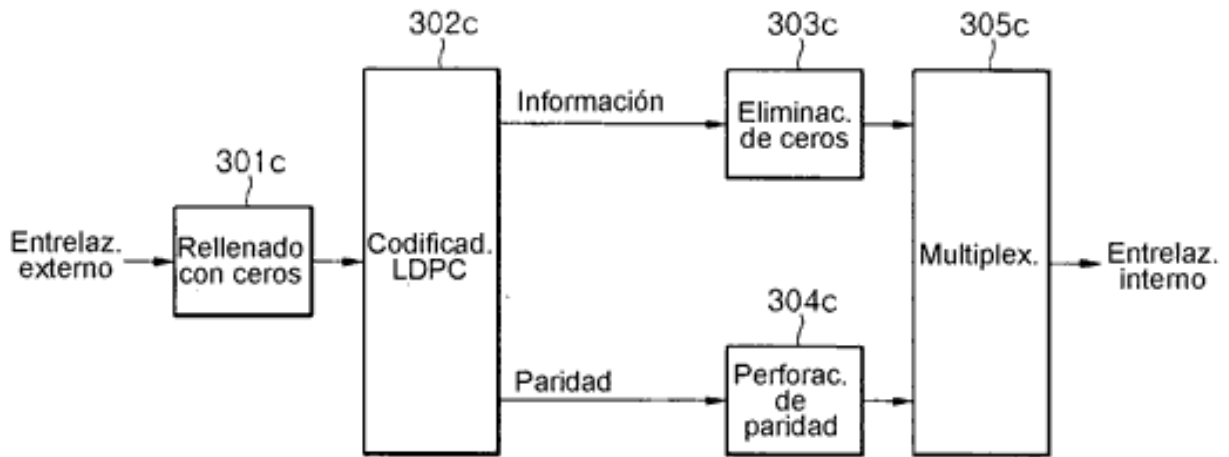 302c
303c
305c
Información
Eliminac.
de ceros
301c
Entrelaz.
externo
Rellenado
con ceros
Codificad.
LDPC
Multiplex.
Entrelaz.
interno
304c
Paridad
Perforac.
de
paridad